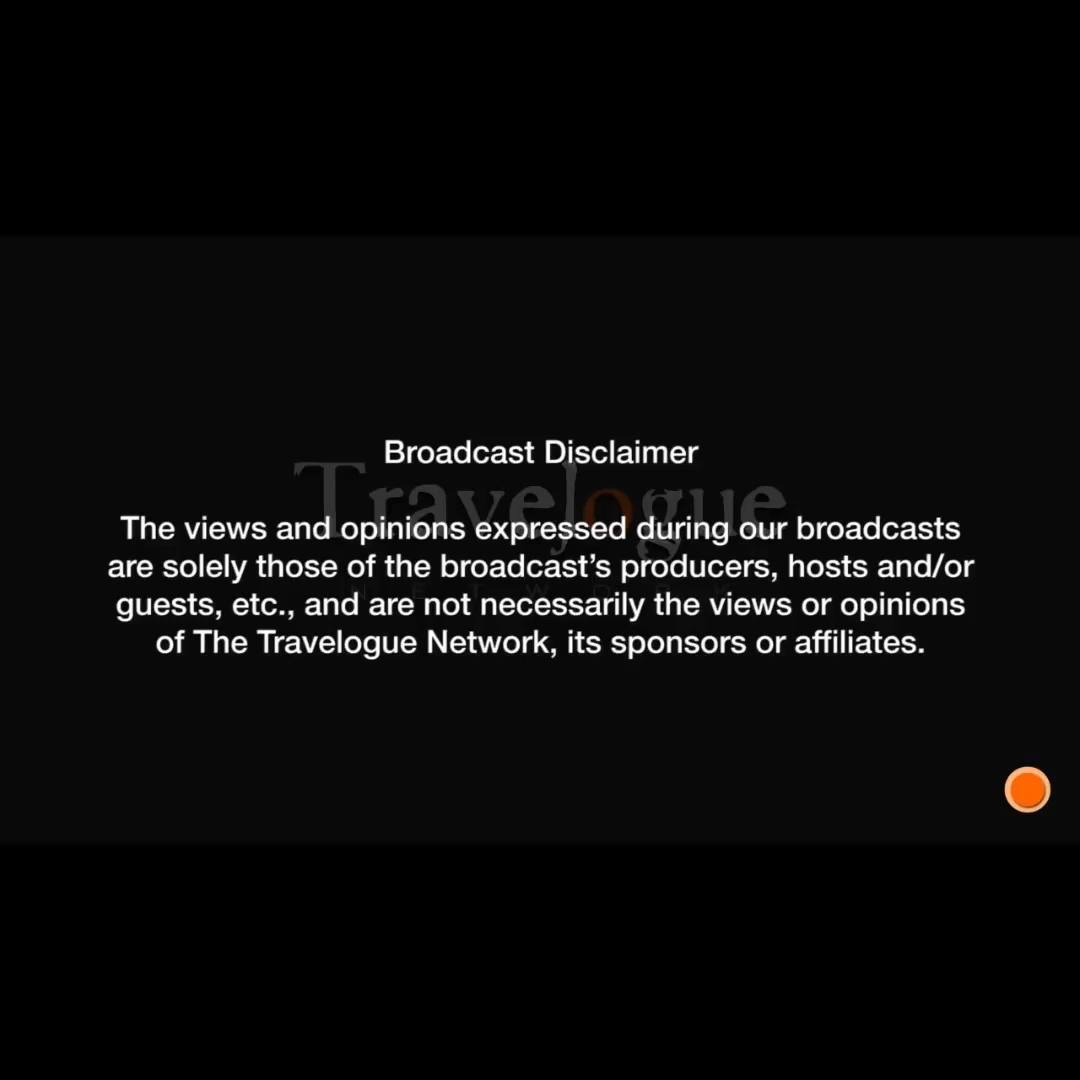 Broadcast Disclaimer
Travelogue
NETWORK
The views and opinions expressed during our broadcasts
are solely those of the broadcast's producers, hosts and/or
guests, etc., and are not necessarily the views or opinions
of The Travelogue Network, its sponsors or affiliates.